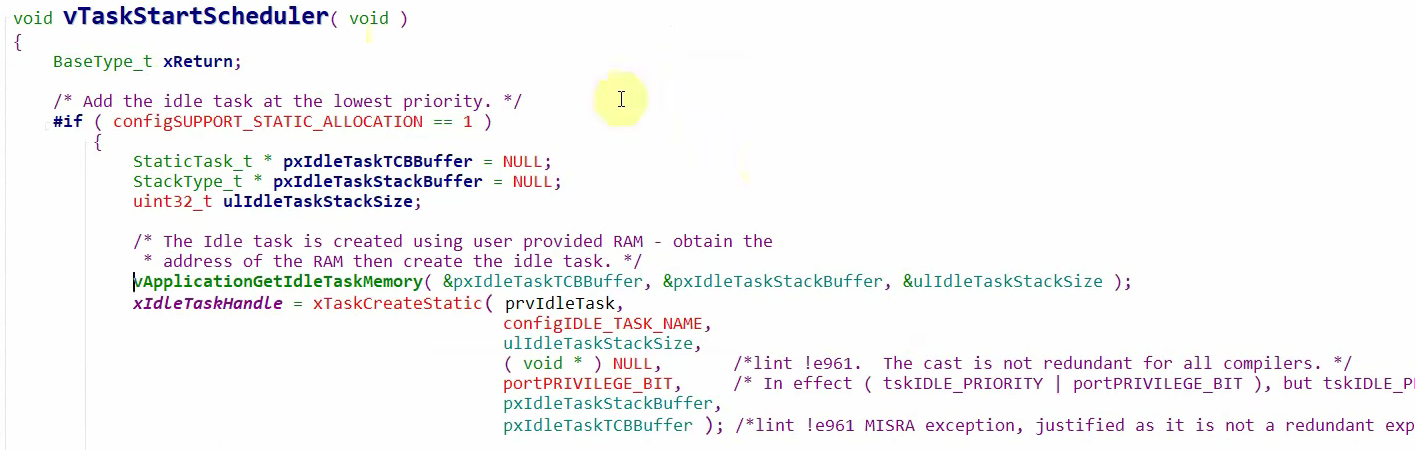 void vTaskStartScheduler( void )
{
BaseType_t xReturn;
/* Add the idle task at the lowest priority. */
#if ( configSUPPORT_STATIC_ALLOCATION == 1 )
{
StaticTask_t * pxIdleTaskTCBBuffer = NULL;
StackType_t * pxIdleTaskStackBuffer = NULL;
uint32_t ulIdleTaskStackSize;
/* The Idle task is created using user provided RAM - obtain the
* address of the RAM then create the idle task. */
vApplicationGetIdleTaskMemory( &pxIdleTaskTCBBuffer, &pxIdleTaskStackBuffer, &ulIdleTaskStackSize );
xIdleTaskHandle = xTaskCreateStatic( prvIdleTask,
configIDLE_TASK_NAME,
ulIdleTaskStackSize,
( void * ) NULL, /*lint !e961. The cast is not redundant for all compilers. */
portPRIVILEGE_BIT, /* In effect ( tskIDLE_PRIORITY | portPRIVILEGE_BIT ), but
pxIdleTaskStackBuffer,
pxIdleTaskTCBBuffer ); /*lint !e961 MISRA exception, justified as it is not a redundant